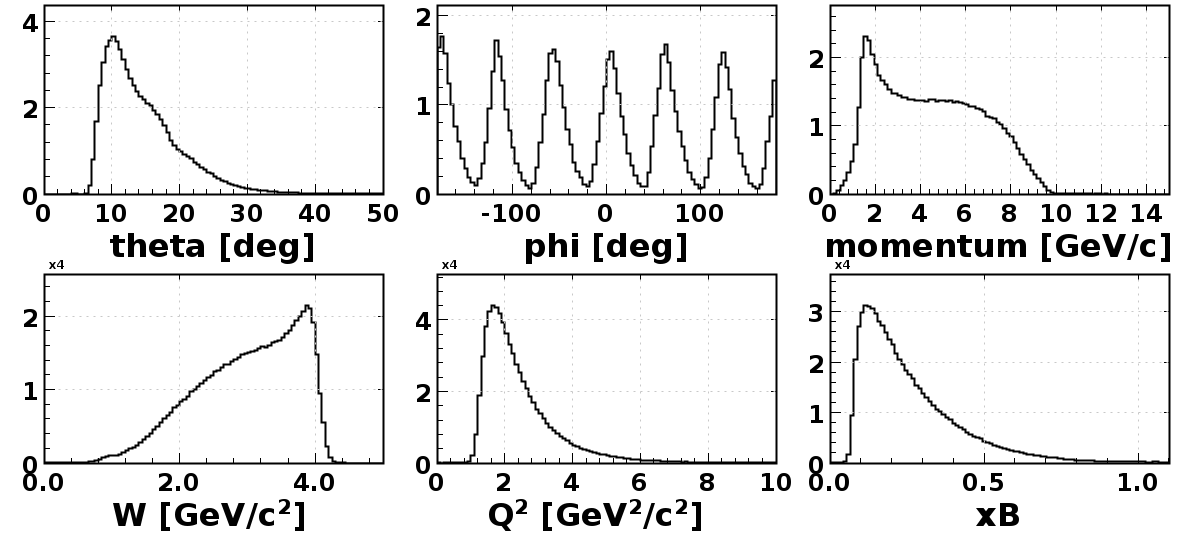 4
2
0
0 10 20 30 40 50
theta [deg]
2
1
0
-100 0 100
phi [deg]
2
1
0
0 2 4 6 8 10 12 14
momentum [GeV/c]
x4
2
1
0
0.0 2.0 4.0
W [GeV/c²]
x4
4
2
0
0 2 4 6 8 10
Q² [GeV²/c²]
x4
3
2
1
0
0.0 0.5 1.0
xB